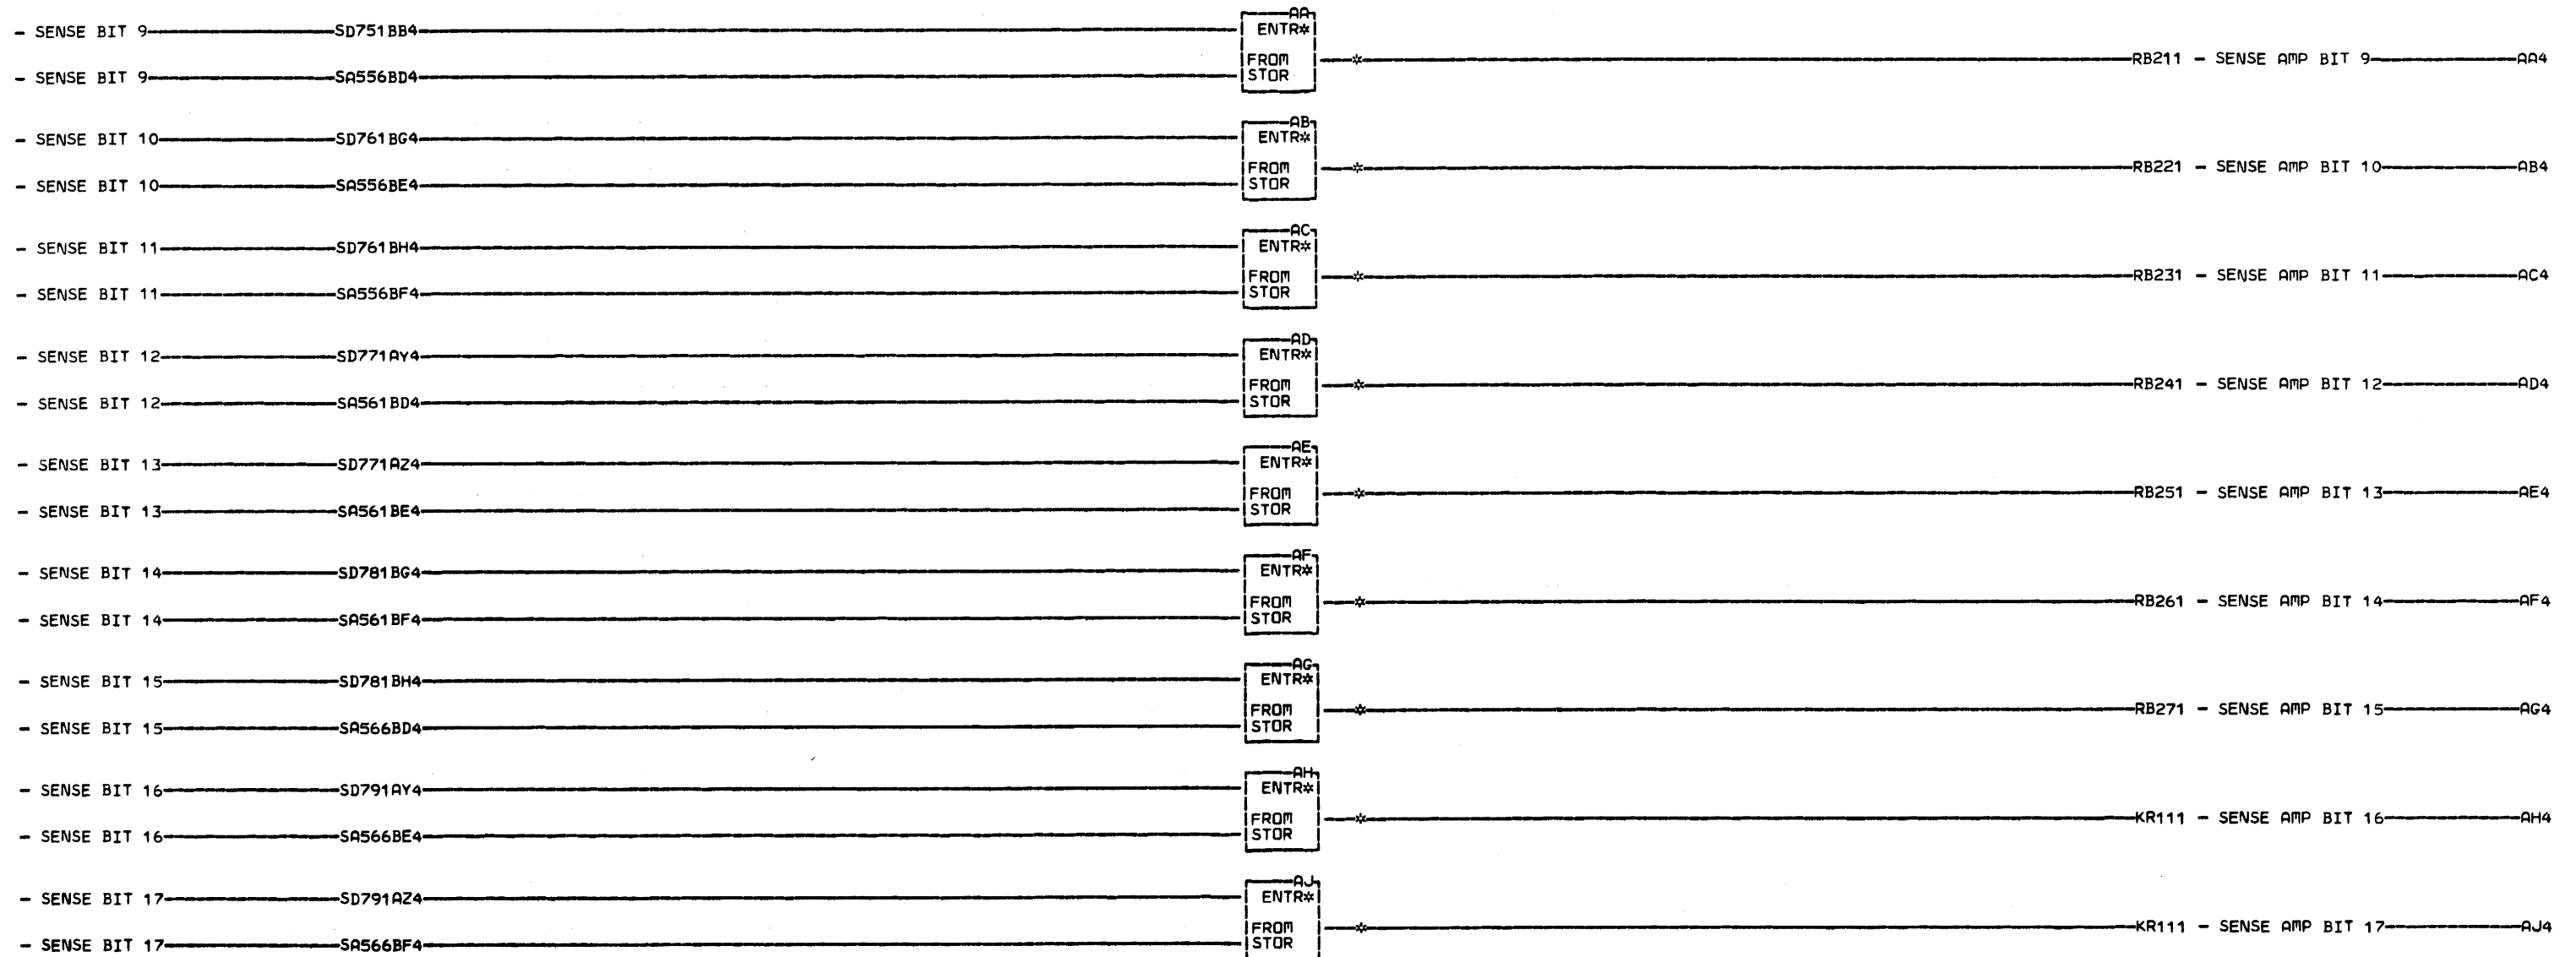 AA
- SENSE BIT 9 SD751BB4 ENTR*
FROM * RB211 - SENSE AMP BIT 9 AA4
- SENSE BIT 9 SA556BD4 STOR
AB
- SENSE BIT 10 SD761BG4 ENTR*
FROM * RB221 - SENSE AMP BIT 10 AB4
- SENSE BIT 10 SA556BE4 STOR
AC
- SENSE BIT 11 SD761BH4 ENTR*
FROM * RB231 - SENSE AMP BIT 11 AC4
- SENSE BIT 11 SA556BF4 STOR
AD
- SENSE BIT 12 SD771AY4 ENTR*
FROM * RB241 - SENSE AMP BIT 12 AD4
- SENSE BIT 12 SA561BD4 STOR
AE
- SENSE BIT 13 SD771AZ4 ENTR*
FROM * RB251 - SENSE AMP BIT 13 AE4
- SENSE BIT 13 SA561BE4 STOR
AF
- SENSE BIT 14 SD781BG4 ENTR*
FROM * RB261 - SENSE AMP BIT 14 AF4
- SENSE BIT 14 SA561BF4 STOR
AG
- SENSE BIT 15 SD781BH4 ENTR*
FROM * RB271 - SENSE AMP BIT 15 AG4
- SENSE BIT 15 SA566BD4 STOR
AH
- SENSE BIT 16 SD791AY4 ENTR*
FROM * KR111 - SENSE AMP BIT 16 AH4
- SENSE BIT 16 SA566BE4 STOR
AJ
- SENSE BIT 17 SD791AZ4 ENTR*
FROM * KR111 - SENSE AMP BIT 17 AJ4
- SENSE BIT 17 SA566BF4 STOR